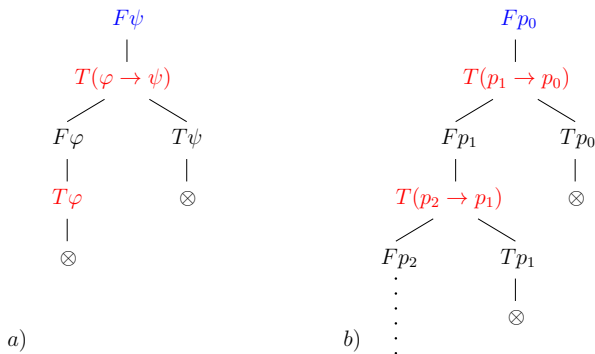 Fψ
T(φ → ψ)
Fφ Tψ
Tφ ⊗
⊗
a)
Fp₀
T(p₁ → p₀)
Fp₁ Tp₀
T(p₂ → p₁) ⊗
Fp₂ Tp₁
⊗
b)